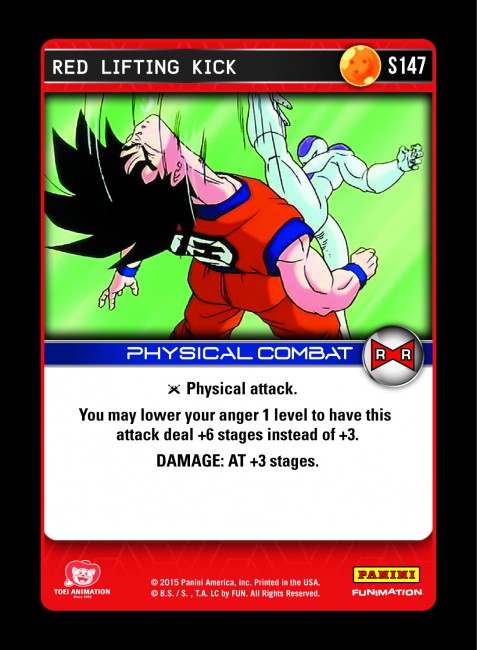 RED LIFTING KICK
S147
PHYSICAL COMBAT
R R
Physical attack.
You may lower your anger 1 level to have this
attack deal +6 stages instead of +3.
DAMAGE: AT +3 stages.
TOEI ANIMATION
Since 1956
© 2015 Panini America, Inc. Printed in the USA.
© B.S. / S. , T.A. LC by FUN. All Rights Reserved.
PANINI
FUNIMATION